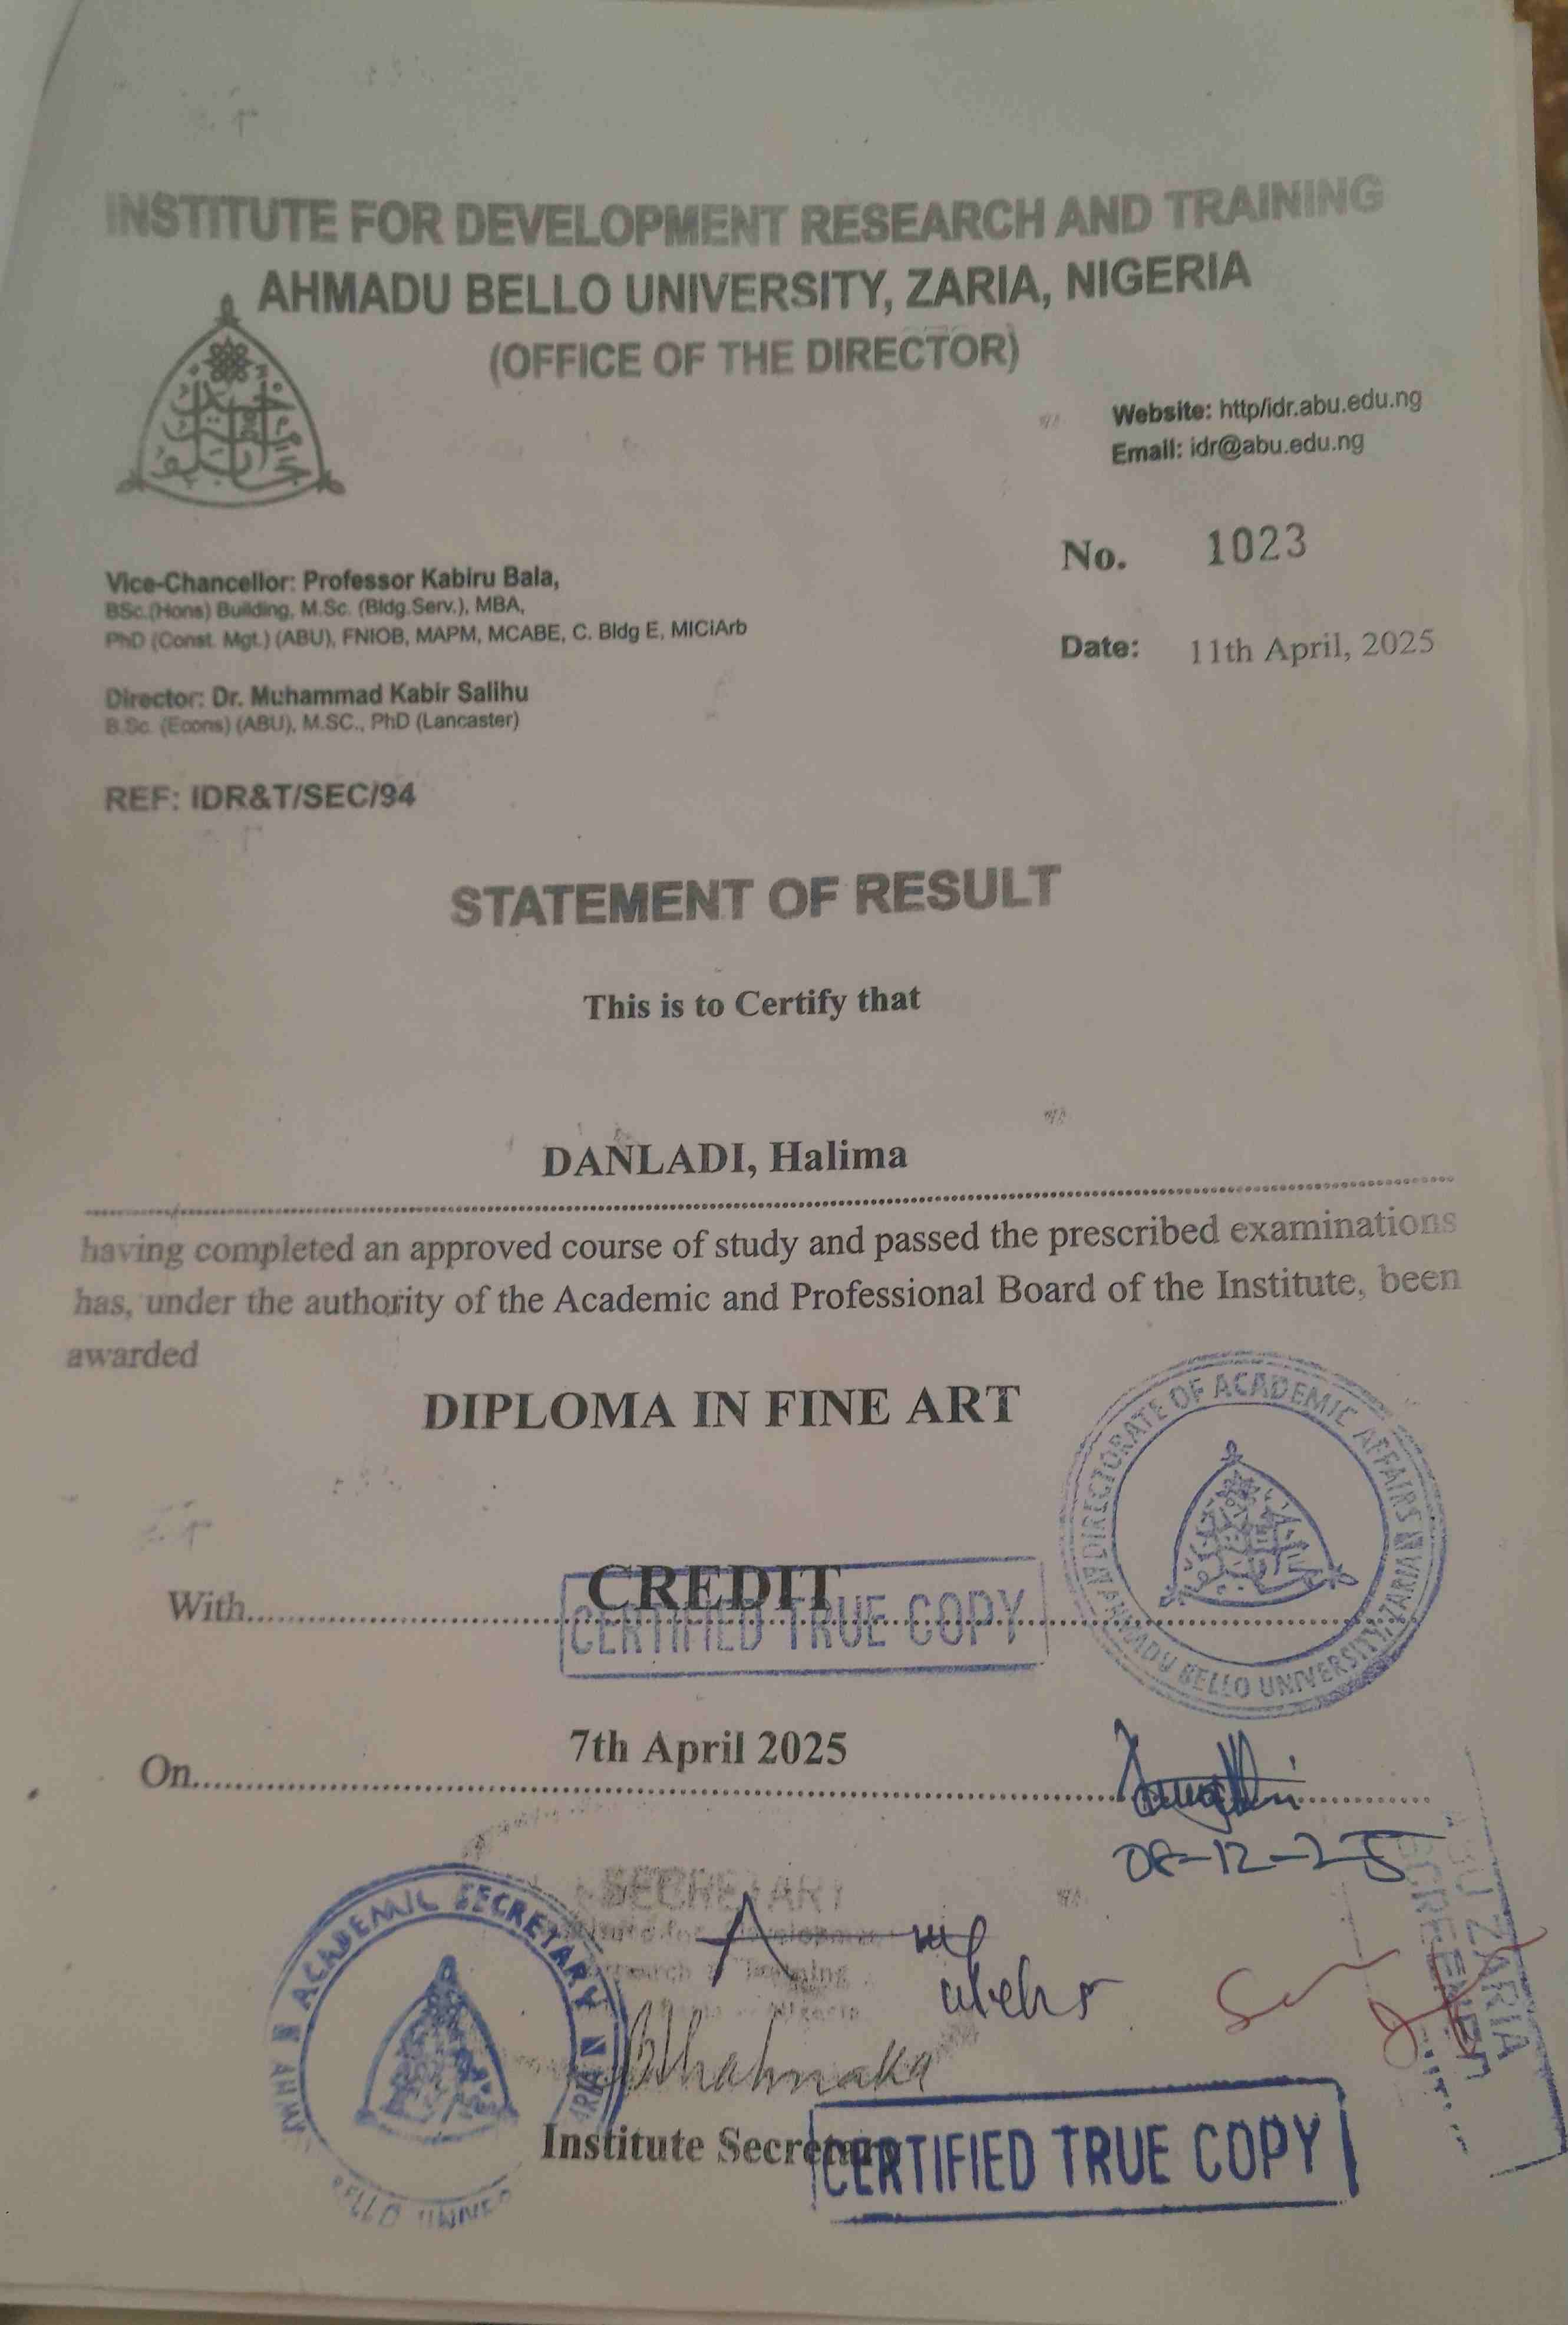 INSTITUTE FOR DEVELOPMENT RESEARCH AND TRAINING
AHMADU BELLO UNIVERSITY, ZARIA, NIGERIA
(OFFICE OF THE DIRECTOR)
Website: http/idr.abu.edu.ng
Email: idr@abu.edu.ng
No. 1023
Vice-Chancellor: Professor Kabiru Bala,
BSc.(Hons) Building, M.Sc. (Bldg.Serv.), MBA,
PhD (Const. Mgt.) (ABU), FNIOB, MAPM, MCABE, C. Bldg E, MICiArb
Date: 11th April, 2025
Director: Dr. Muhammad Kabir Salihu
B.Sc. (Econs) (ABU), M.SC., PhD (Lancaster)
REF: IDR&T/SEC/94
STATEMENT OF RESULT
This is to Certify that
DANLADI, Halima
having completed an approved course of study and passed the prescribed examinations
has, under the authority of the Academic and Professional Board of the Institute, been
awarded
DIPLOMA IN FINE ART
DIRECTORATE OF ACADEMIC AFFAIRS
AHMADU BELLO UNIVERSITY, ZARIA
With CREDIT
CERTIFIED TRUE COPY
On 7th April 2025
08-12-25
ACADEMIC SECRETARY
BELLO
SECRETARY
ZARIA
Institute Secretary
CERTIFIED TRUE COPY